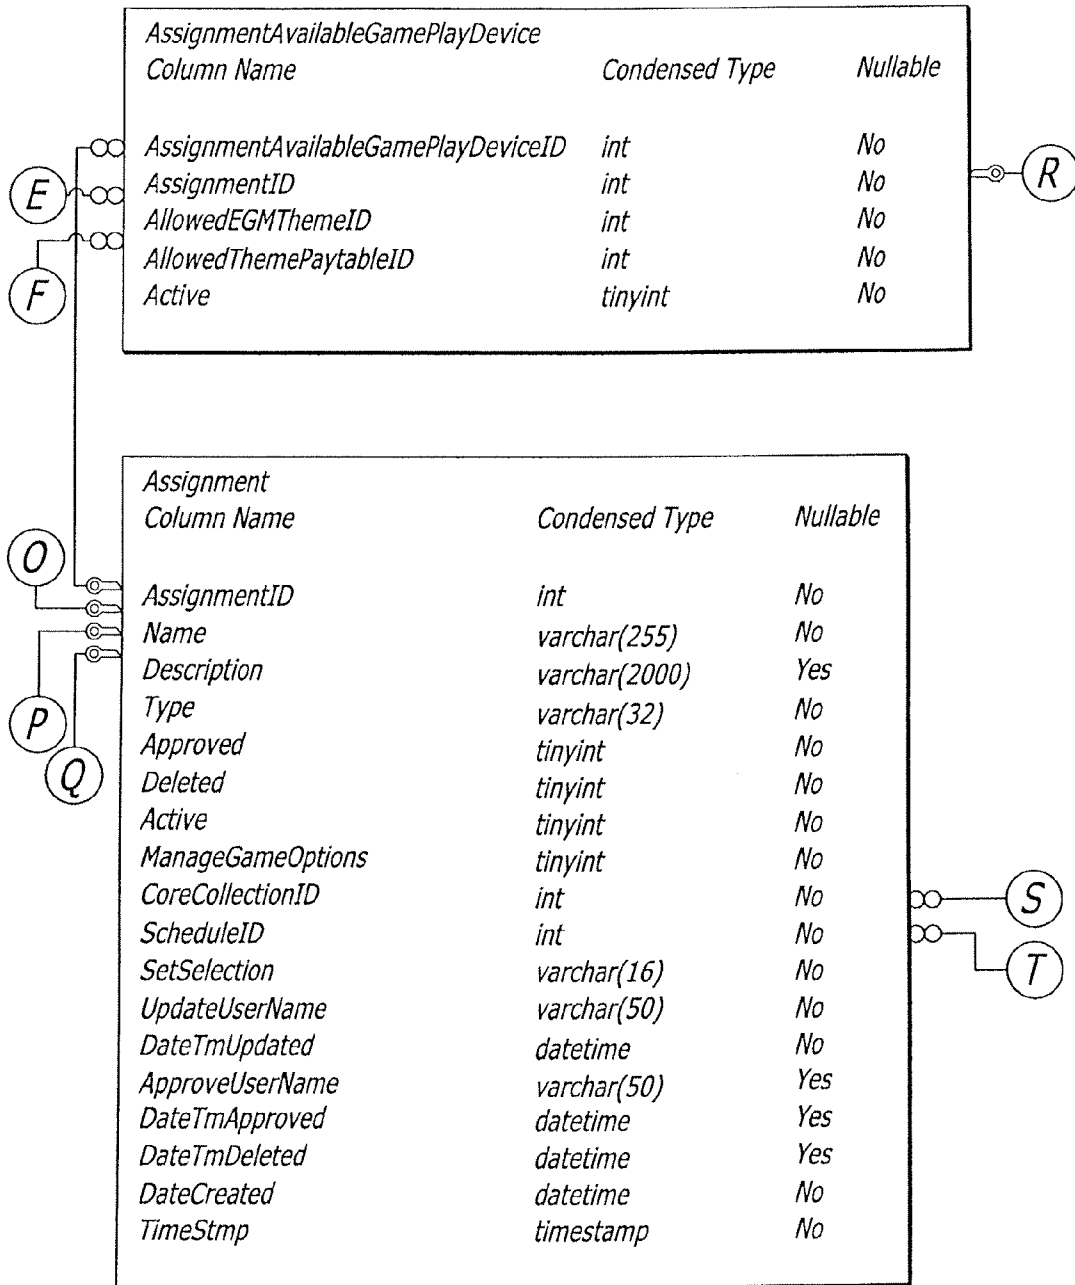 AssignmentAvailableGamePlayDevice
Column Name Condensed Type Nullable
AssignmentAvailableGamePlayDeviceID int No
E AssignmentID int No R
AllowedEGMThemeID int No
AllowedThemePaytableID int No
F Active tinyint No
Assignment
Column Name Condensed Type Nullable
O
AssignmentID int No
Name varchar(255) No
Description varchar(2000) Yes
P Type varchar(32) No
Approved tinyint No
Q Deleted tinyint No
Active tinyint No
ManageGameOptions tinyint No
CoreCollectionID int No S
ScheduleID int No
SetSelection varchar(16) No T
UpdateUserName varchar(50) No
DateTmUpdated datetime No
ApproveUserName varchar(50) Yes
DateTmApproved datetime Yes
DateTmDeleted datetime Yes
DateCreated datetime No
TimeStmp timestamp No